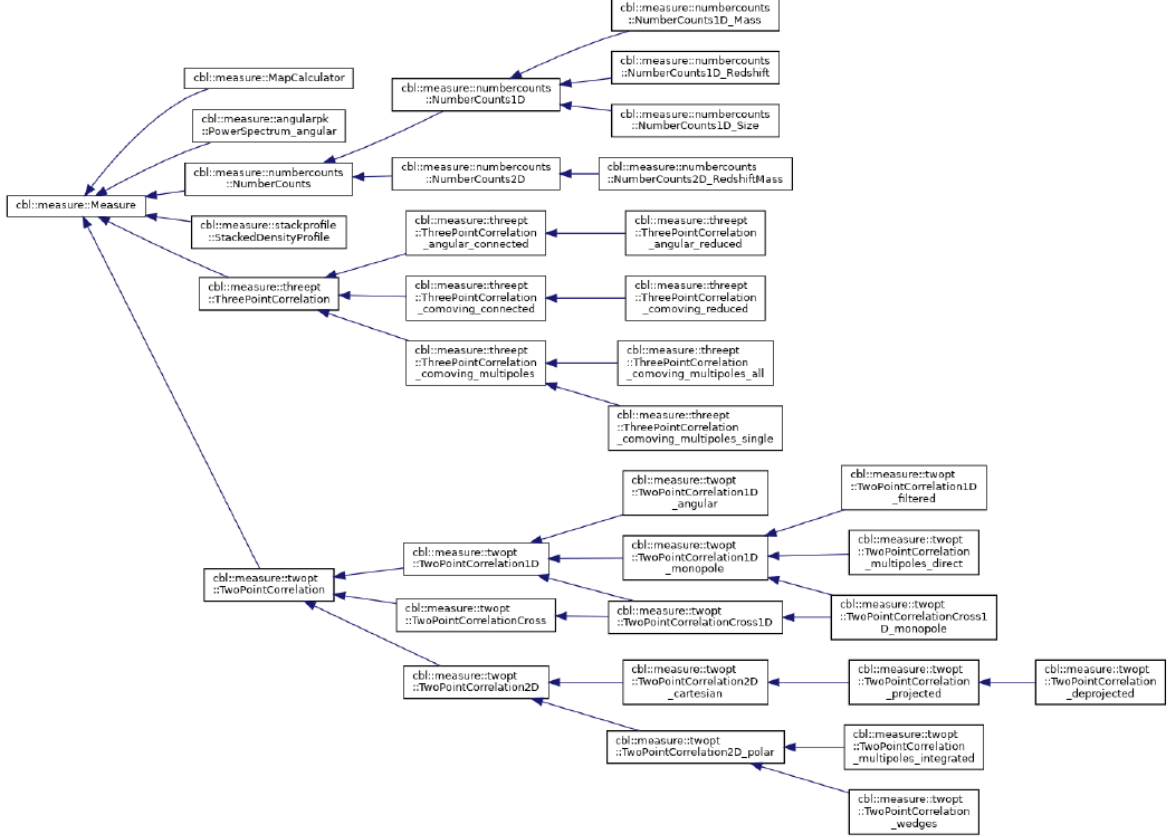 cbl::measure::numbercounts
::NumberCounts1D_Mass
cbl::measure::MapCalculator
cbl::measure::numbercounts
::NumberCounts1D_Redshift
cbl::measure::numbercounts
::NumberCounts1D
cbl::measure::angularpk
::PowerSpectrum_angular
cbl::measure::numbercounts
::NumberCounts1D_Size
cbl::measure::numbercounts
::NumberCounts
cbl::measure::numbercounts
::NumberCounts2D
cbl::measure::numbercounts
::NumberCounts2D_RedshiftMass
cbl::measure::Measure
cbl::measure::stackprofile
::StackedDensityProfile
cbl::measure::threept
::ThreePointCorrelation
_angular_connected
cbl::measure::threept
::ThreePointCorrelation
_angular_reduced
cbl::measure::threept
::ThreePointCorrelation
cbl::measure::threept
::ThreePointCorrelation
_comoving_connected
cbl::measure::threept
::ThreePointCorrelation
_comoving_reduced
cbl::measure::threept
::ThreePointCorrelation
_comoving_multipoles
cbl::measure::threept
::ThreePointCorrelation
_comoving_multipoles_all
cbl::measure::threept
::ThreePointCorrelation
_comoving_multipoles_single
cbl::measure::twopt
::TwoPointCorrelation1D
_angular
cbl::measure::twopt
::TwoPointCorrelation1D
_filtered
cbl::measure::twopt
::TwoPointCorrelation1D
cbl::measure::twopt
::TwoPointCorrelation1D
_monopole
cbl::measure::twopt
::TwoPointCorrelation
_multipoles_direct
cbl::measure::twopt
::TwoPointCorrelation
cbl::measure::twopt
::TwoPointCorrelationCross
cbl::measure::twopt
::TwoPointCorrelationCross1D
cbl::measure::twopt
::TwoPointCorrelationCross1
D_monopole
cbl::measure::twopt
::TwoPointCorrelation2D
cbl::measure::twopt
::TwoPointCorrelation2D
_cartesian
cbl::measure::twopt
::TwoPointCorrelation
_projected
cbl::measure::twopt
::TwoPointCorrelation
_deprojected
cbl::measure::twopt
::TwoPointCorrelation2D_polar
cbl::measure::twopt
::TwoPointCorrelation
_multipoles_integrated
cbl::measure::twopt
::TwoPointCorrelation
_wedges